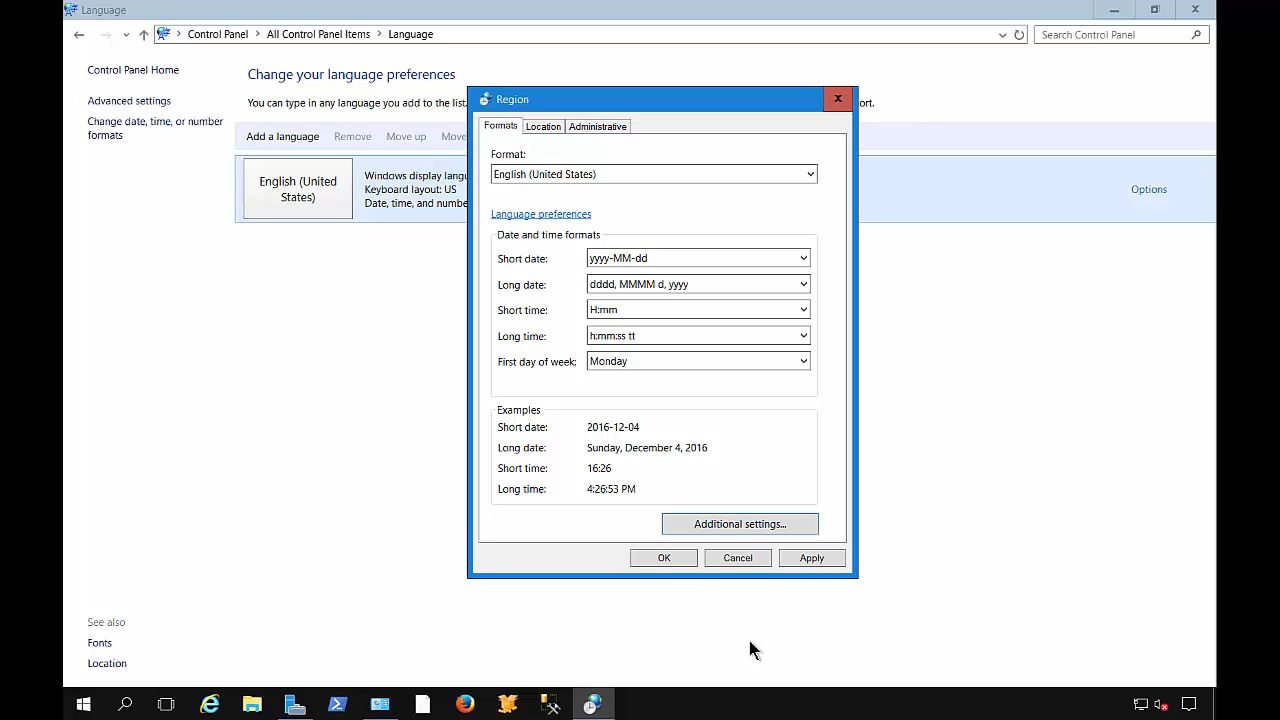 Language
Control Panel All Control Panel Items Language
Search Control Panel
Control Panel Home
Advanced settings
Change date, time, or number
formats
See also
Fonts
Location
Change your language preferences
You can type in any language you add to the list. ort.
Add a language Remove Move up Move
English (United
States)
Windows display langu
Keyboard layout: US
Date, time, and numbe
Options
Region
x
Formats Location Administrative
Format:
English (United States)
Language preferences
Date and time formats
Short date: yyyy-MM-dd
Long date: dddd, MMMM d, yyyy
Short time: H:mm
Long time: h:mm:ss tt
First day of week: Monday
Examples
Short date: 2016-12-04
Long date: Sunday, December 4, 2016
Short time: 16:26
Long time: 4:26:53 PM
Additional settings...
OK Cancel Apply